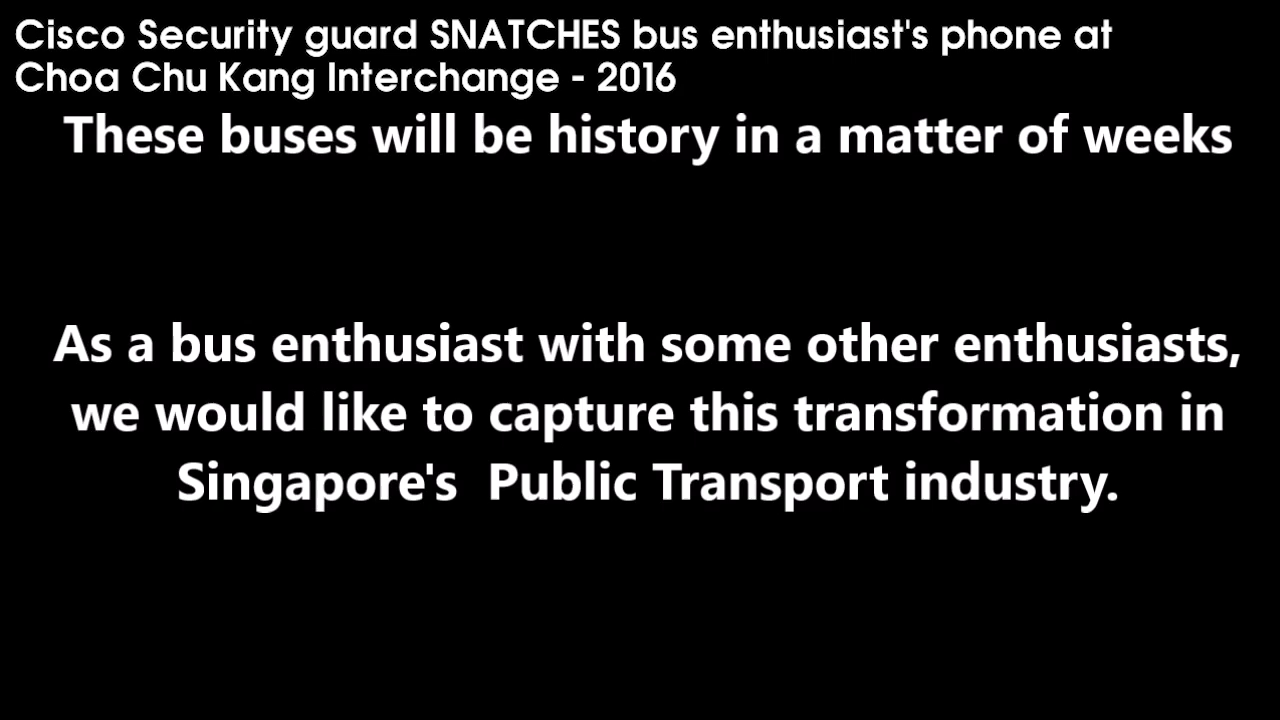 Cisco Security guard SNATCHES bus enthusiast's phone at
Choa Chu Kang Interchange - 2016
These buses will be history in a matter of weeks
As a bus enthusiast with some other enthusiasts,
we would like to capture this transformation in
Singapore's  Public Transport industry.